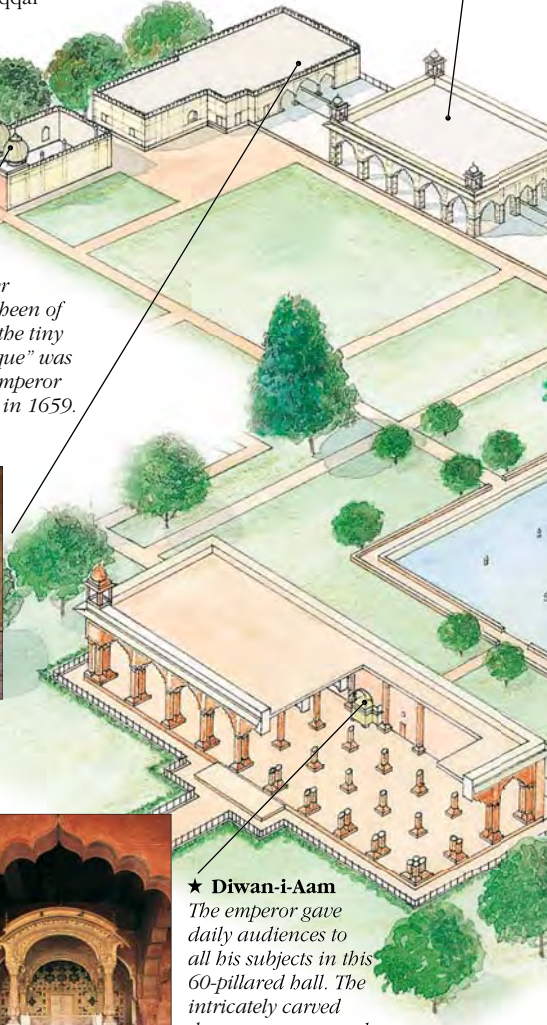 heen of
the tiny
que” was
mperor
in 1659.
★ Diwan-i-Aam
The emperor gave
daily audiences to
all his subjects in this
60-pillared hall. The
intricately carved